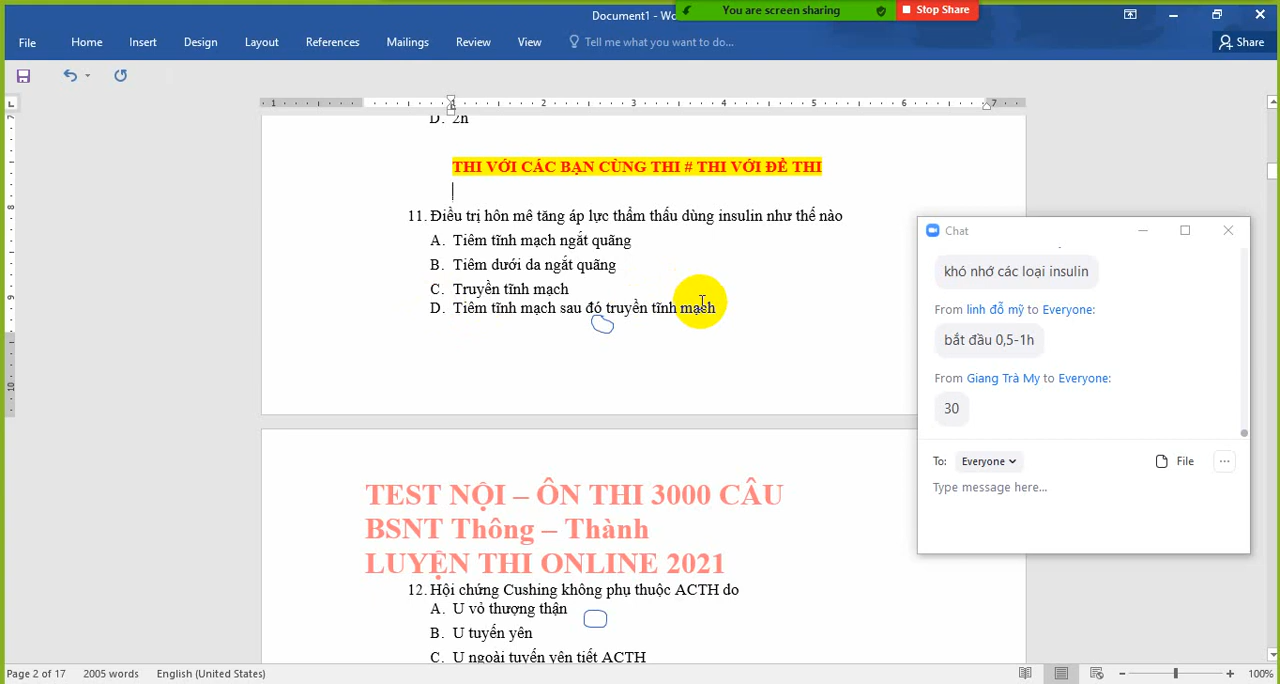 Document1 - Wo
You are screen sharing
Stop Share
File Home Insert Design Layout References Mailings Review View Tell me what you want to do... Share
1 2 3 4 5 6 7
D. 2h
THI VỚI CÁC BẠN CÙNG THI # THI VỚI ĐỀ THI
11. Điều trị hôn mê tăng áp lực thẩm thấu dùng insulin như thế nào
A. Tiêm tĩnh mạch ngắt quãng
B. Tiêm dưới da ngắt quãng
C. Truyền tĩnh mạch
D. Tiêm tĩnh mạch sau đó truyền tĩnh mạch
TEST NỘI – ÔN THI 3000 CÂU
BSNT Thông – Thành
LUYỆN THI ONLINE 2021
12. Hội chứng Cushing không phụ thuộc ACTH do
A. U vỏ thượng thận
B. U tuyến yên
C. U ngoài tuyến yên tiết ACTH
Chat
khó nhớ các loại insulin
From linh đỗ mỹ to Everyone:
bắt đầu 0,5-1h
From Giang Trà My to Everyone:
30
To: Everyone File
Type message here...
Page 2 of 17 2005 words English (United States) 100%